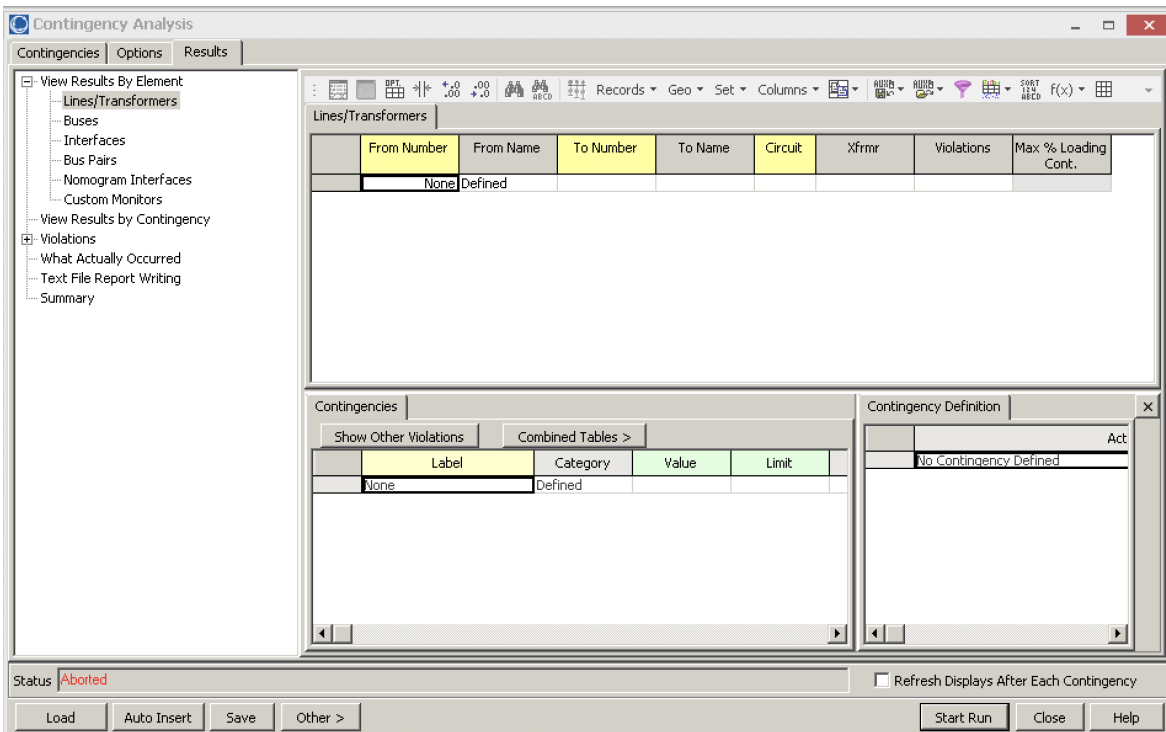 Contingency Analysis
Contingencies Options Results
View Results By Element
Lines/Transformers
Buses
Interfaces
Bus Pairs
Nomogram Interfaces
Custom Monitors
View Results by Contingency
Violations
What Actually Occurred
Text File Report Writing
Summary
Records Geo Set Columns SORT 124 ABCD f(x)
Lines/Transformers
From Number From Name To Number To Name Circuit Xfrmr Violations Max % Loading Cont.
None Defined
Contingencies
Show Other Violations Combined Tables >
Label Category Value Limit
None Defined
Contingency Definition
Act
No Contingency Defined
Status Aborted
Refresh Displays After Each Contingency
Load Auto Insert Save Other > Start Run Close Help